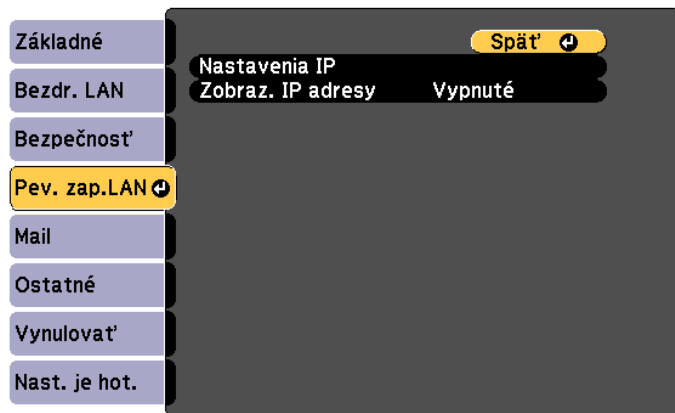 Základné
Bezdr. LAN
Bezpečnosť
Pev. zap.LAN
Mail
Ostatné
Vynulovať
Nast. je hot.
Späť
Nastavenia IP
Zobraz. IP adresy Vypnuté